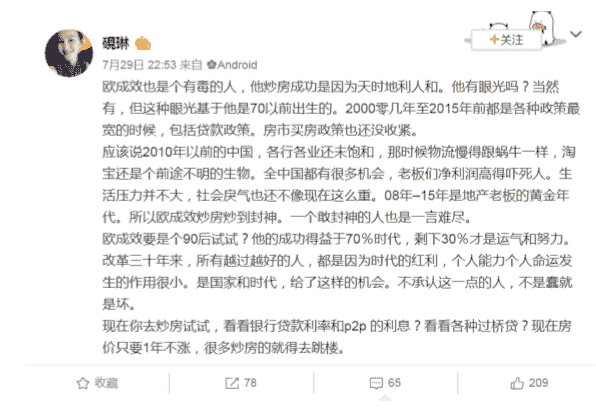 硯琳
+关注
7月29日 22:53 来自 Android
欧成效也是个有毒的人，他炒房成功是因为天时地利人和。他有眼光吗？当然
有，但这种眼光基于他是70以前出生的。2000零几年至2015年前都是各种政策最
宽的时候，包括贷款政策。房市买房政策也还没收紧。
应该说2010年以前的中国，各行各业还未饱和，那时候物流慢得跟蜗牛一样，淘
宝还是个前途不明的生物。全中国都有很多机会，老板们净利润高得吓死人。生
活压力并不大，社会戾气也还不像现在这么重。08年–15年是地产老板的黄金年
代。所以欧成效炒房炒到封神。一个敢封神的人也是一言难尽。
欧成效要是个90后试试？他的成功得益于70%时代，剩下30%才是运气和努力。
改革三十年来，所有越过越好的人，都是因为时代的红利，个人能力个人命运发
生的作用很小。是国家和时代，给了这样的机会。不承认这一点的人，不是蠢就
是坏。
现在你去炒房试试，看看银行贷款利率和p2p 的利息？看看各种过桥贷？现在房
价只要1年不涨，很多炒房的就得去跳楼。
收藏
78
65
209